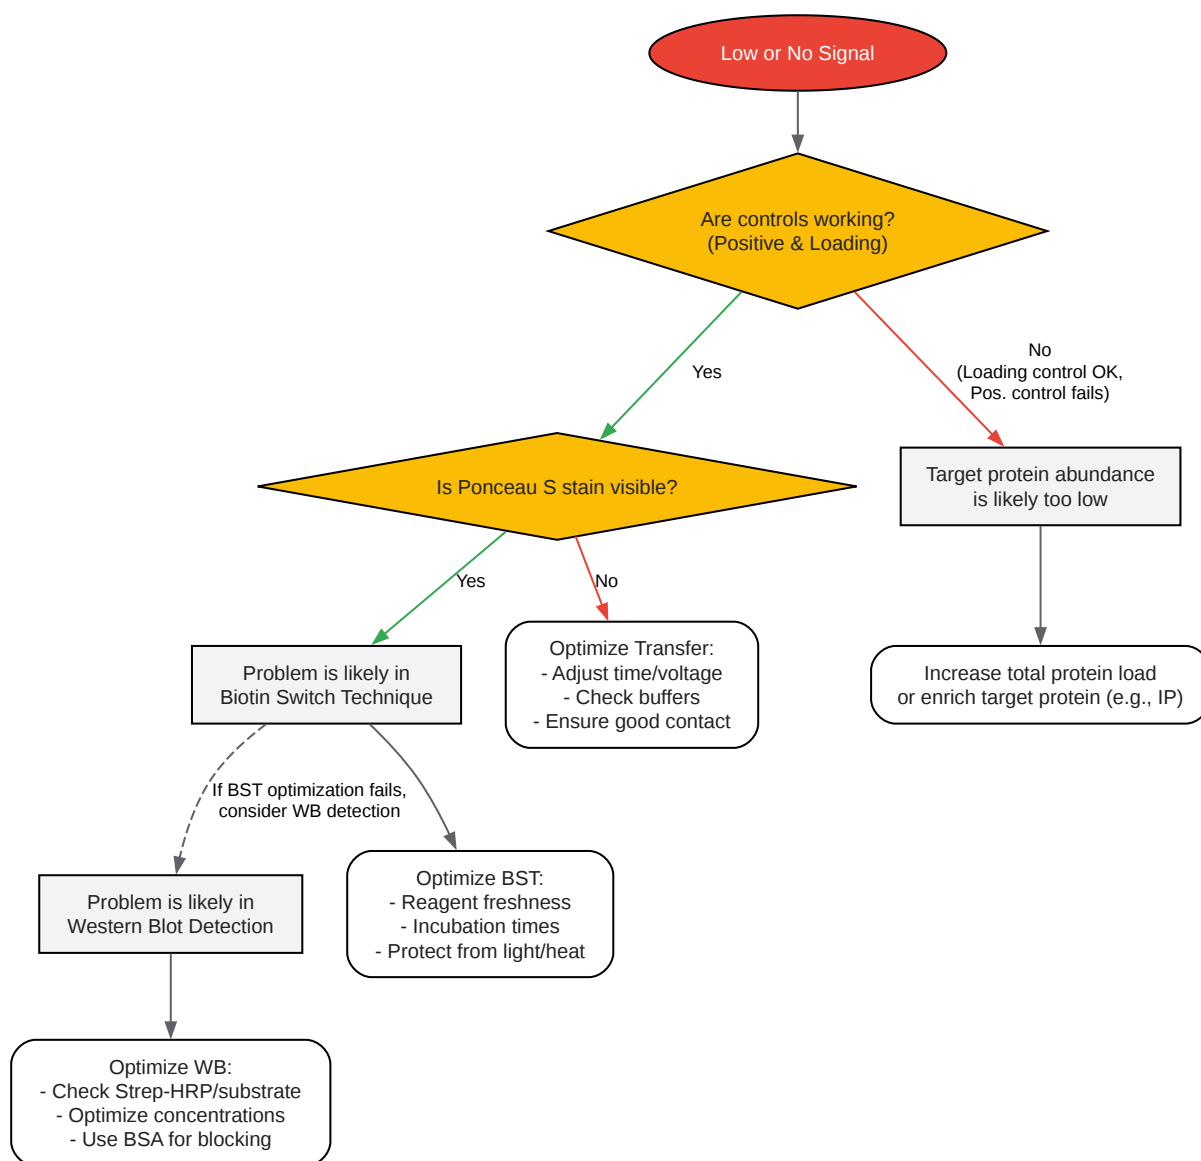 Low or No Signal
Are controls working?
(Positive & Loading)
Yes
No
(Loading control OK,
Pos. control fails)
Is Ponceau S stain visible?
Target protein abundance
is likely too low
Yes
No
Problem is likely in
Biotin Switch Technique
Optimize Transfer:
- Adjust time/voltage
- Check buffers
- Ensure good contact
Increase total protein load
or enrich target protein (e.g., IP)
If BST optimization fails,
consider WB detection
Problem is likely in
Western Blot Detection
Optimize BST:
- Reagent freshness
- Incubation times
- Protect from light/heat
Optimize WB:
- Check Strep-HRP/substrate
- Optimize concentrations
- Use BSA for blocking